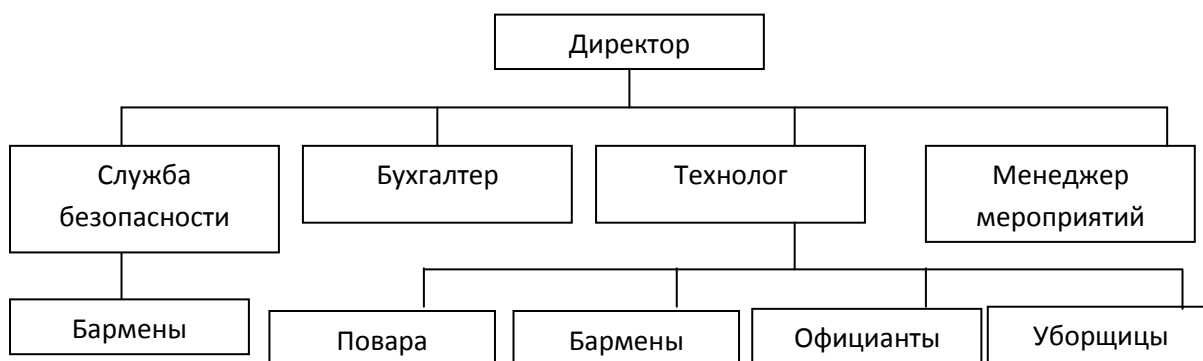 Директор
Служба
безопасности
Бухгалтер
Технолог
Менеджер
мероприятий
Бармены
Повара
Бармены
Официанты
Уборщицы